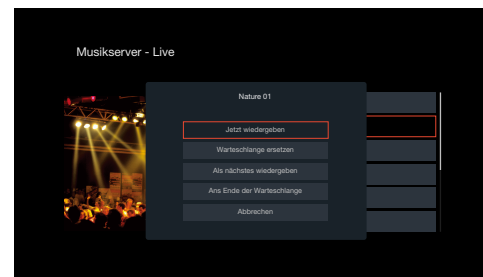 Musikserver - Live
Nature 01
Jetzt wiedergeben
Warteschlange ersetzen
Als nächstes wiedergeben
Ans Ende der Warteschlange
Abbrechen